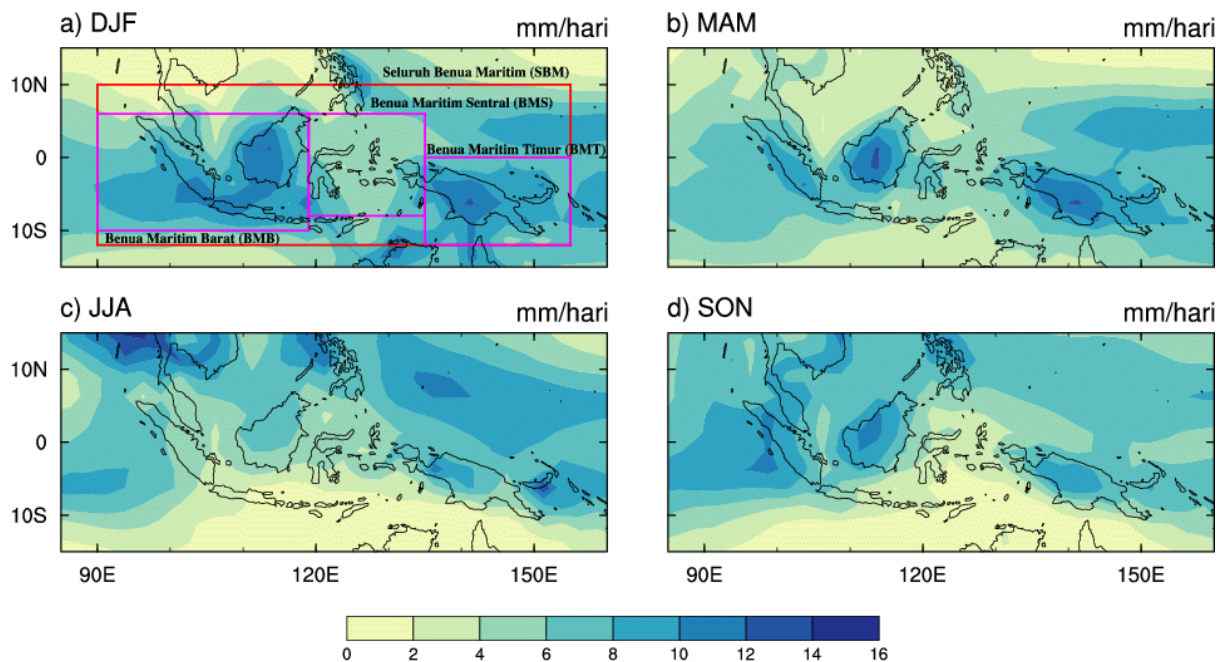 a) DJF mm/hari
b) MAM mm/hari
10N
0
10S
Seluruh Benua Maritim (SBM)
Benua Maritim Sentral (BMS)
Benua Maritim Timur (BMT)
Benua Maritim Barat (BMB)
c) JJA mm/hari
d) SON mm/hari
10N
0
10S
90E 120E 150E
90E 120E 150E
0 2 4 6 8 10 12 14 16